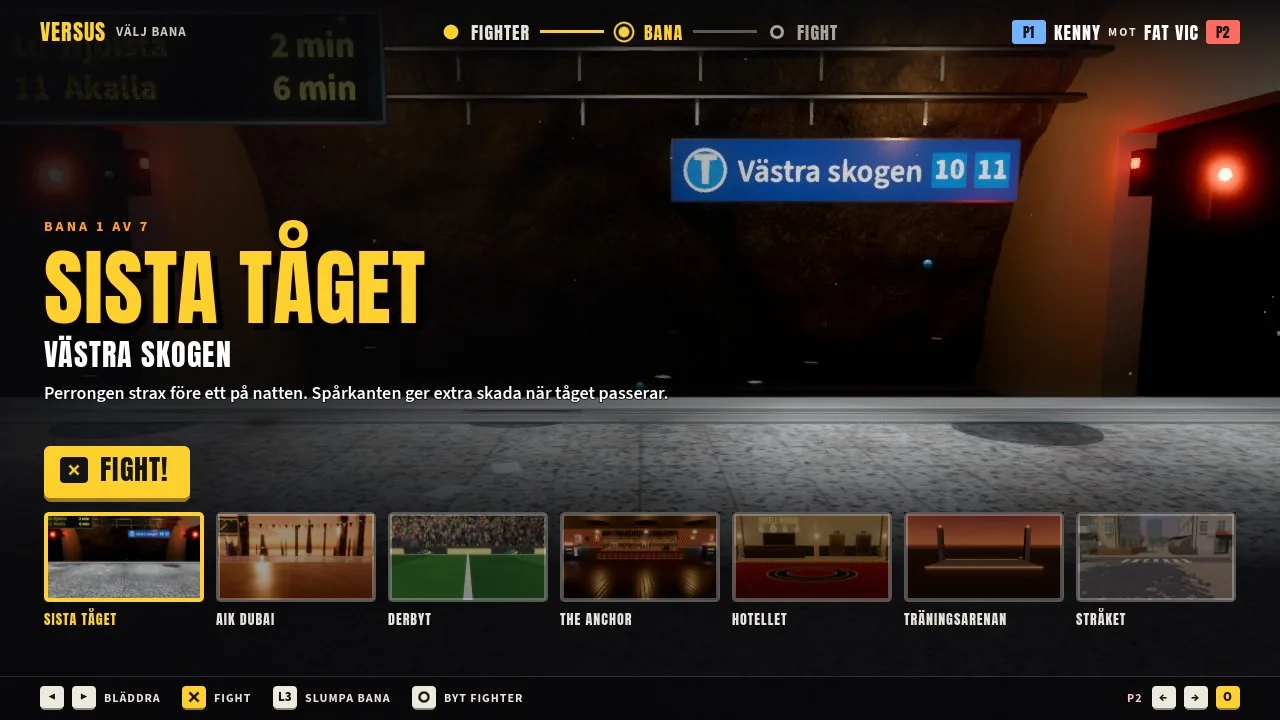 VERSUS VÄLJ BANA
FIGHTER BANA FIGHT
P1 KENNY MOT FAT VIC P2
2 min
11 Akalla 6 min
T Västra skogen 10 11
BANA 1 AV 7
SISTA TÅGET
VÄSTRA SKOGEN
Perrongen strax före ett på natten. Spårkanten ger extra skada när tåget passerar.
FIGHT!
SISTA TÅGET
AIK DUBAI
DERBYT
THE ANCHOR
HOTELLET
TRÄNINGSARENAN
STRÅKET
BLÄDDRA
FIGHT
L3 SLUMPA BANA
BYT FIGHTER
P2 ← → O